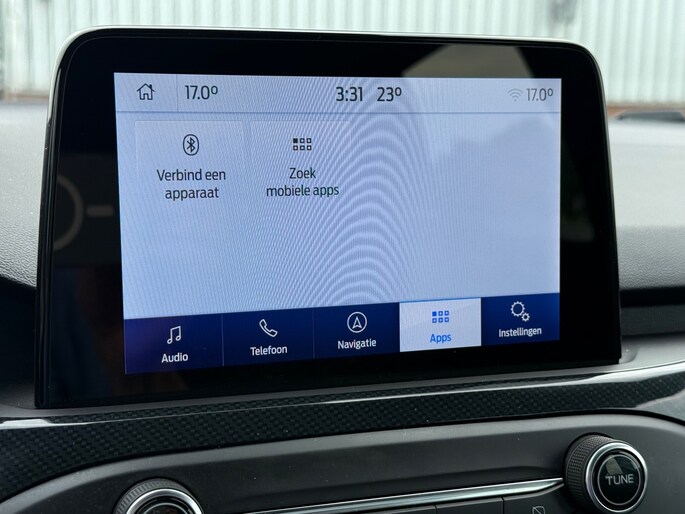 17.0° 3:31 23° 17.0°
Verbind een
apparaat
Zoek
mobiele apps
Audio Telefoon Navigatie Apps Instellingen
TUNE